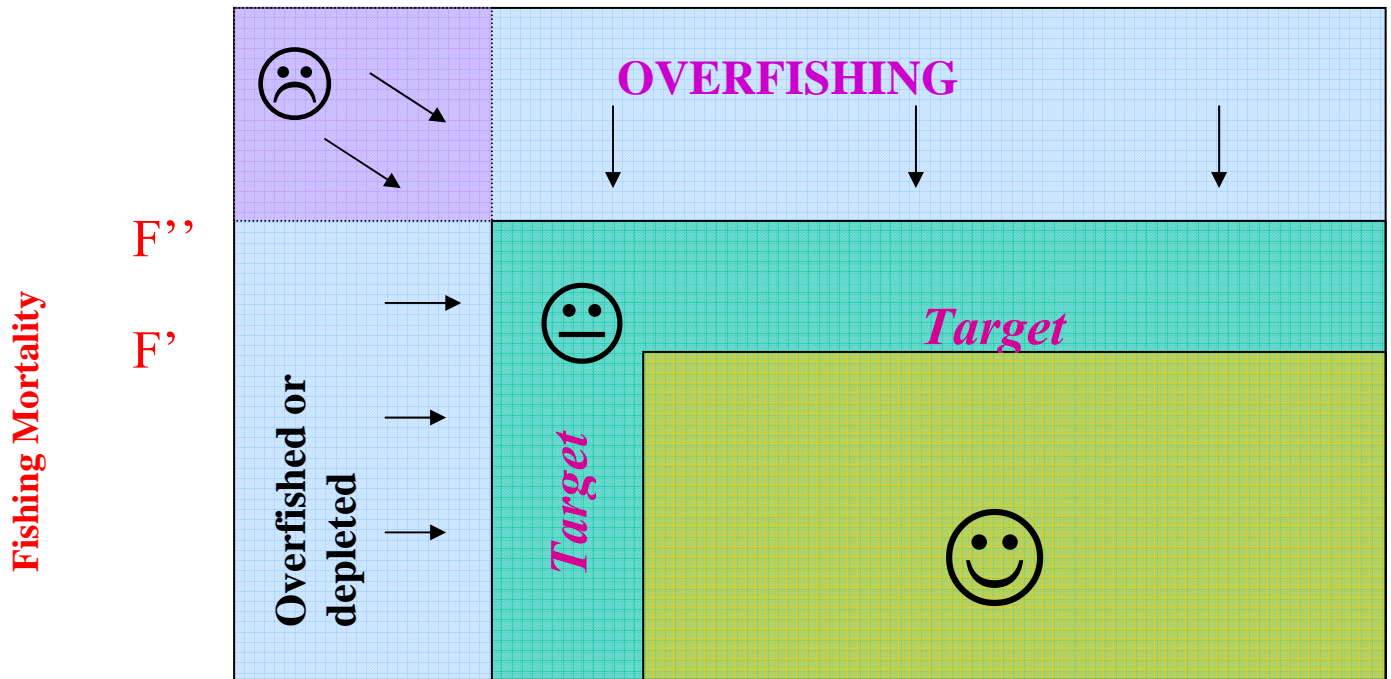 OVERFISHING
F’’
F’
Fishing Mortality
Target
Target
Overfished or
depleted